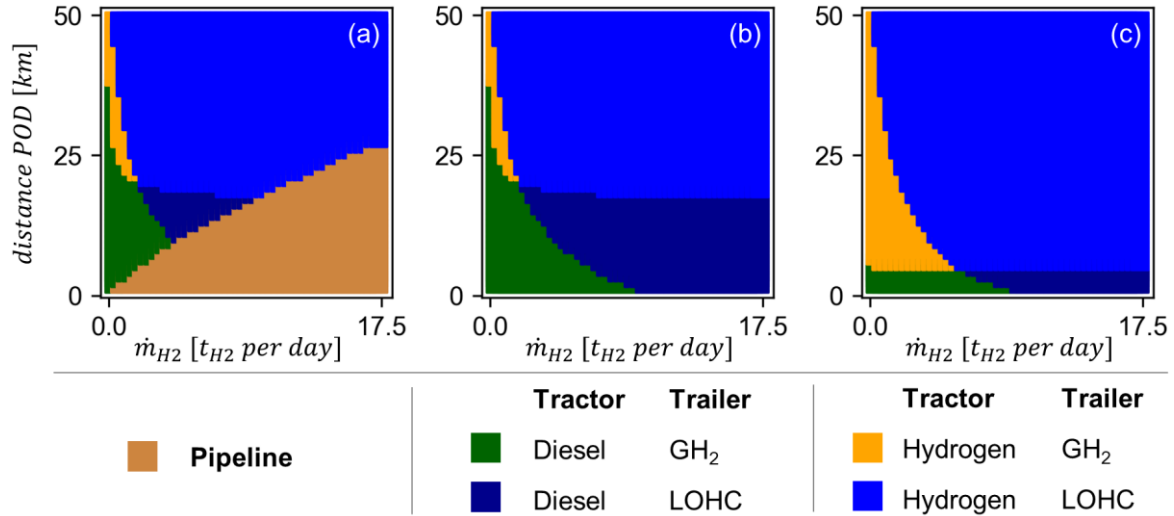 distance POD [km]
50
25
0
(a)
0.0
17.5
ṁH2 [tH2 per day]
50
25
0
(b)
0.0
17.5
ṁH2 [tH2 per day]
50
25
0
(c)
0.0
17.5
ṁH2 [tH2 per day]
Pipeline
Tractor Trailer
Diesel GH₂
Diesel LOHC
Tractor Trailer
Hydrogen GH₂
Hydrogen LOHC